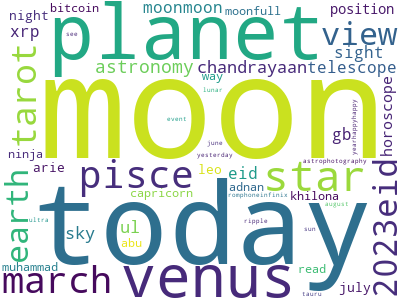 night
bitcoin
moonmoon
moonfull
position
xrp
planet
view
see
sight
astronomy
chandrayaan
telescope
tarot
moon
way
lunar
horoscope
event
june
yesterday
astrophotography
yearhappyhappy
ninja
arie
pisce
leo
star
gb
romphoneinfinix
earth
capricorn
eid
adnan
khilona
2023eid
today
ripple
august
sky
ul
abu
muhammad
ultra
march
venus
sun
read
july
tauru